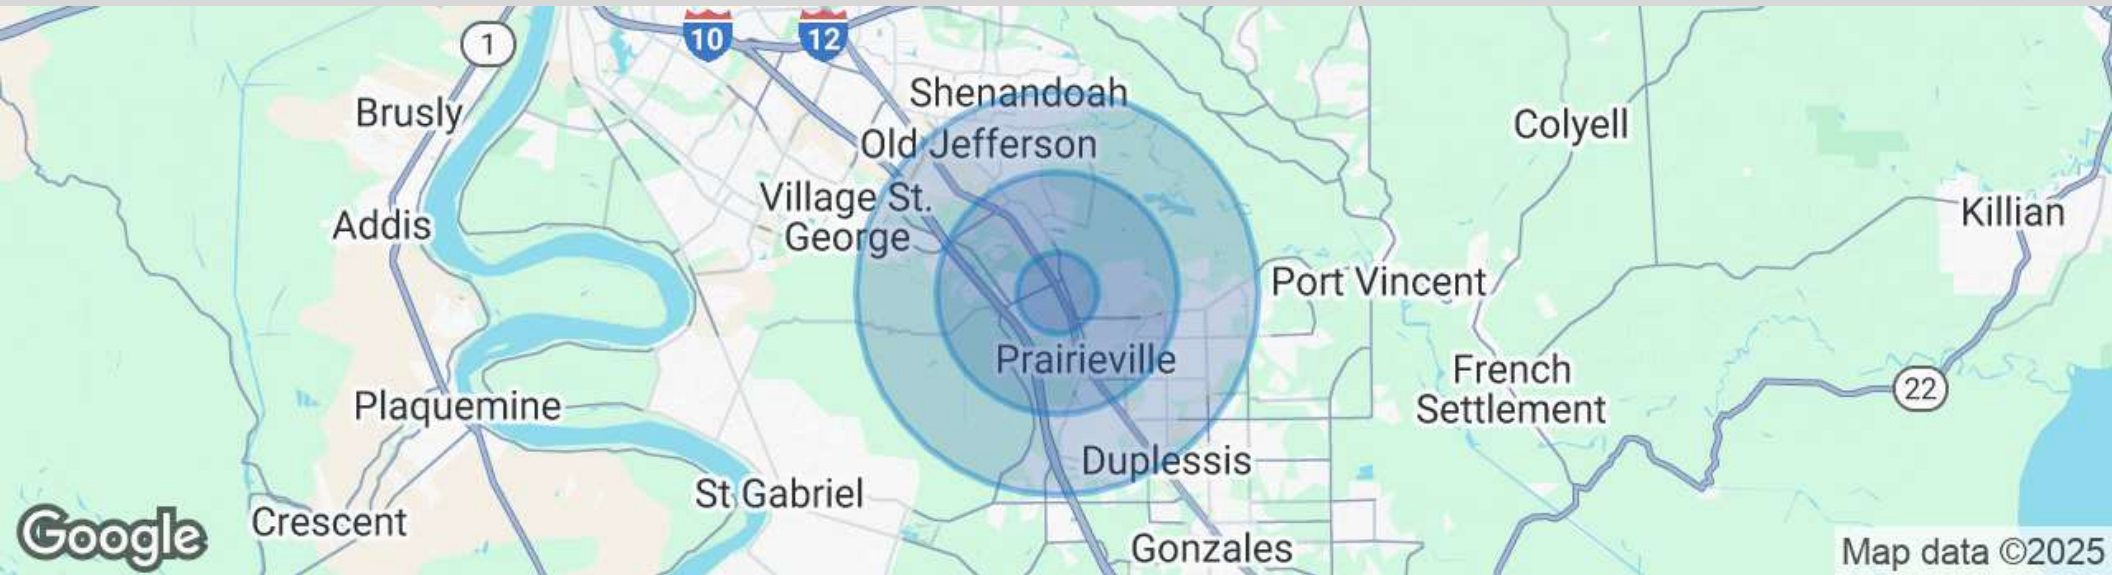 10
12
1
Shenandoah
Brusly
Colyell
Old Jefferson
Village St.
George
Addis
Killian
Port Vincent
Prairieville
French
Settlement
22
Plaquemine
Duplessis
St Gabriel
Crescent
Gonzales
Google
Map data ©2025